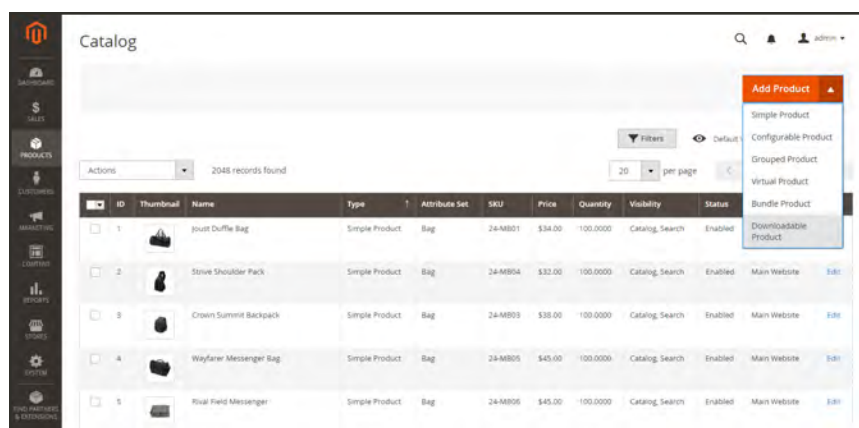 Catalog
admin
DASHBOARD
SALES
PRODUCTS
CUSTOMERS
MARKETING
CONTENT
REPORTS
STORES
SYSTEM
FIND PARTNERS
& EXTENSIONS
Add Product
Simple Product
Configurable Product
Grouped Product
Virtual Product
Bundle Product
Downloadable
Product
Filters
Default
Actions
2048 records found
20 per page
ID Thumbnail Name Type ↑ Attribute Set SKU Price Quantity Visibility Status
1 Joust Duffle Bag Simple Product Bag 24-MB01 $34.00 100.0000 Catalog, Search Enabled
2 Strive Shoulder Pack Simple Product Bag 24-MB04 $32.00 100.0000 Catalog, Search Enabled Main Website Edit
3 Crown Summit Backpack Simple Product Bag 24-MB03 $38.00 100.0000 Catalog, Search Enabled Main Website Edit
4 Wayfarer Messenger Bag Simple Product Bag 24-MB05 $45.00 100.0000 Catalog, Search Enabled Main Website Edit
5 Rival Field Messenger Simple Product Bag 24-MB06 $45.00 100.0000 Catalog, Search Enabled Main Website Edit